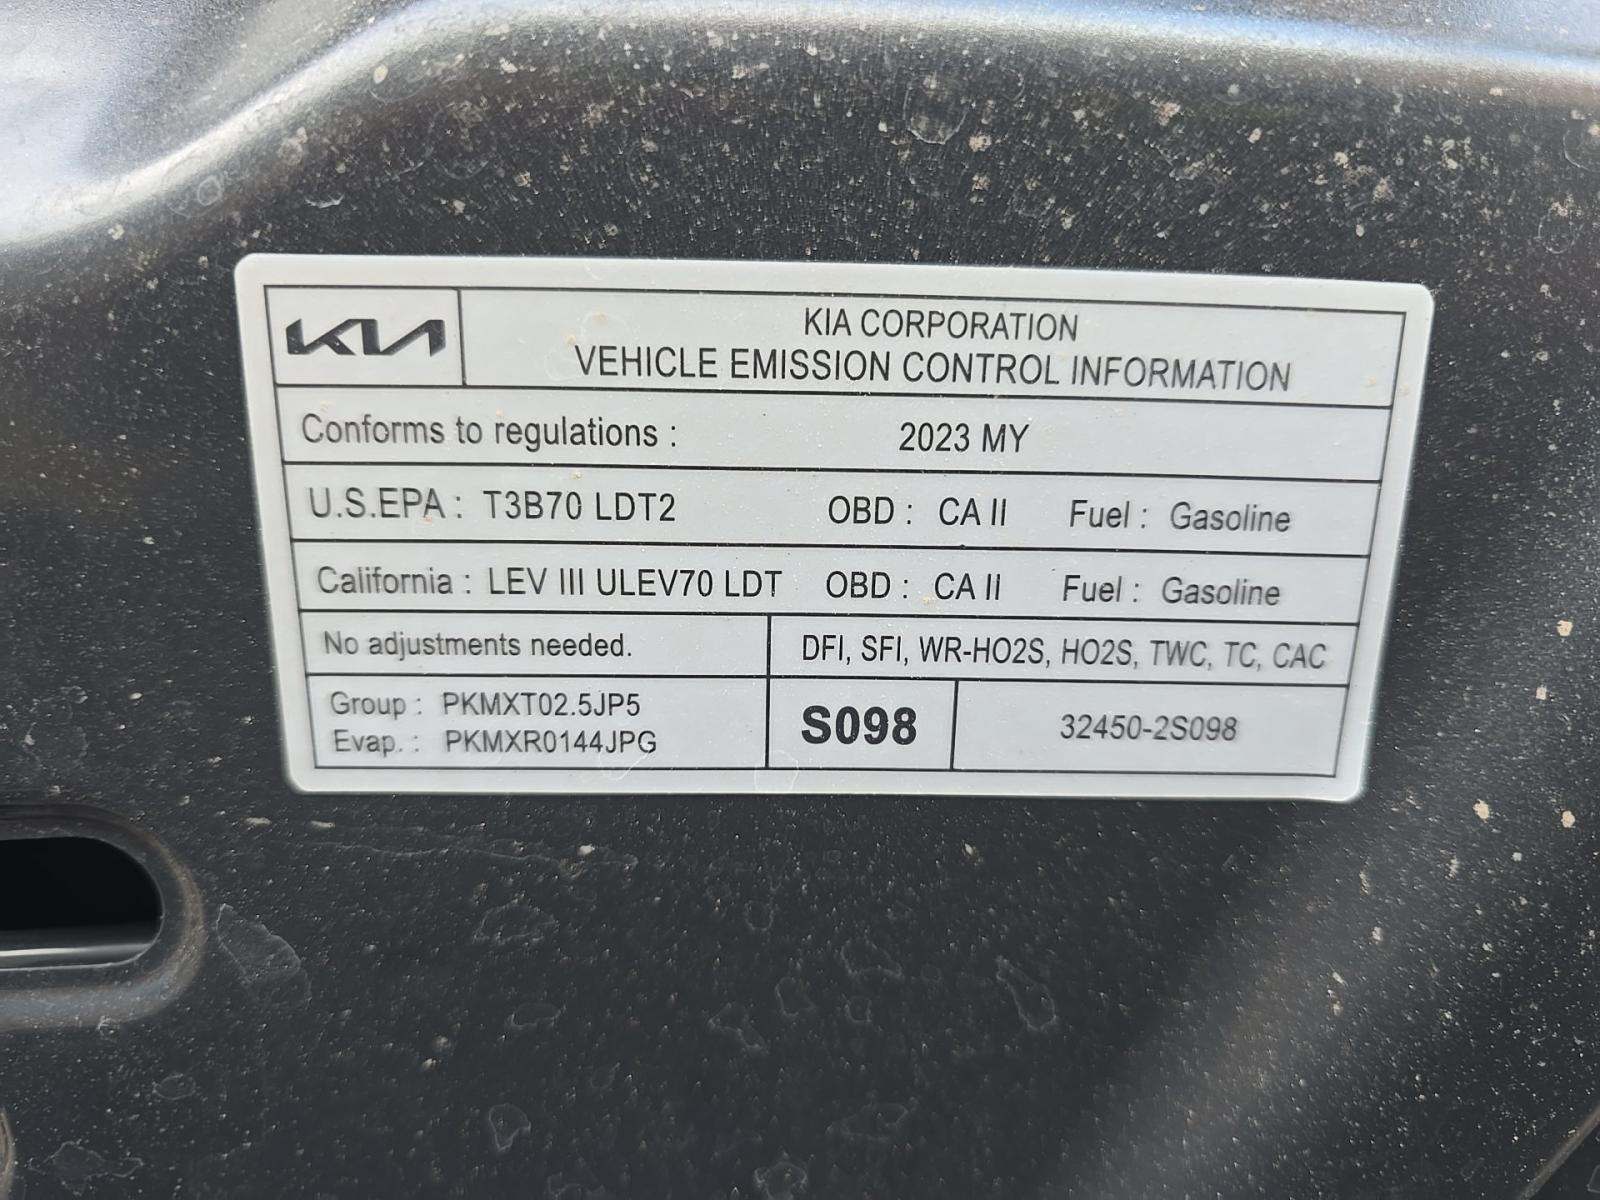 KIA
KIA CORPORATION
VEHICLE EMISSION CONTROL INFORMATION
Conforms to regulations : 2023 MY
U.S.EPA : T3B70 LDT2 OBD : CA II Fuel : Gasoline
California : LEV III ULEV70 LDT OBD : CA II Fuel : Gasoline
No adjustments needed. DFI, SFI, WR-HO2S, HO2S, TWC, TC, CAC
Group : PKMXT02.5JP5
Evap. : PKMXR0144JPG
S098 32450-2S098